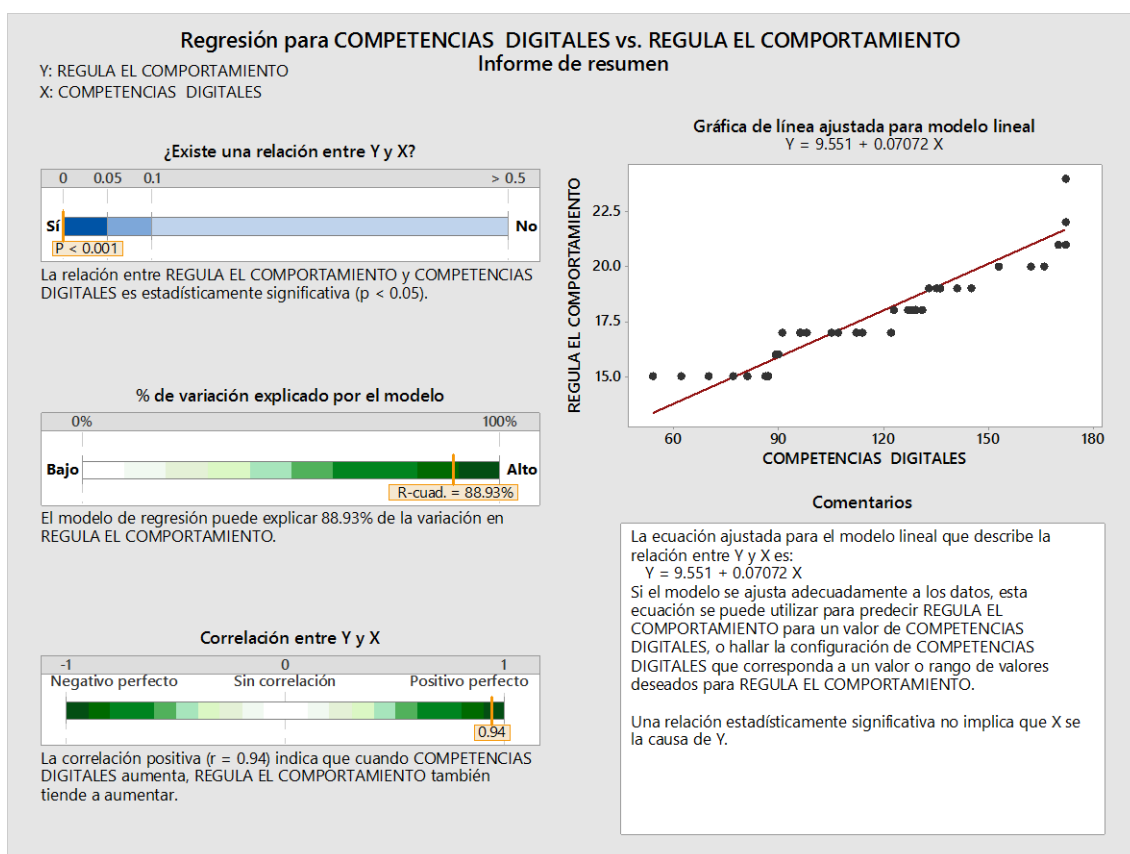 Regresión para COMPETENCIAS  DIGITALES vs. REGULA EL COMPORTAMIENTO
Informe de resumen
Y: REGULA EL COMPORTAMIENTO
X: COMPETENCIAS  DIGITALES
¿Existe una relación entre Y y X?
0 0.05 0.1 > 0.5
Sí No
P < 0.001
La relación entre REGULA EL COMPORTAMIENTO y COMPETENCIAS
DIGITALES es estadísticamente significativa (p < 0.05).
% de variación explicado por el modelo
0% 100%
Bajo Alto
R-cuad. = 88.93%
El modelo de regresión puede explicar 88.93% de la variación en
REGULA EL COMPORTAMIENTO.
Correlación entre Y y X
-1 0 1
Negativo perfecto Sin correlación Positivo perfecto
0.94
La correlación positiva (r = 0.94) indica que cuando COMPETENCIAS
DIGITALES aumenta, REGULA EL COMPORTAMIENTO también
tiende a aumentar.
Gráfica de línea ajustada para modelo lineal
Y = 9.551 + 0.07072 X
REGULA EL COMPORTAMIENTO
22.5
20.0
17.5
15.0
60 90 120 150 180
COMPETENCIAS  DIGITALES
Comentarios
La ecuación ajustada para el modelo lineal que describe la
relación entre Y y X es:
Y = 9.551 + 0.07072 X
Si el modelo se ajusta adecuadamente a los datos, esta
ecuación se puede utilizar para predecir REGULA EL
COMPORTAMIENTO para un valor de COMPETENCIAS
DIGITALES, o hallar la configuración de COMPETENCIAS
DIGITALES que corresponda a un valor o rango de valores
deseados para REGULA EL COMPORTAMIENTO.
Una relación estadísticamente significativa no implica que X se
la causa de Y.